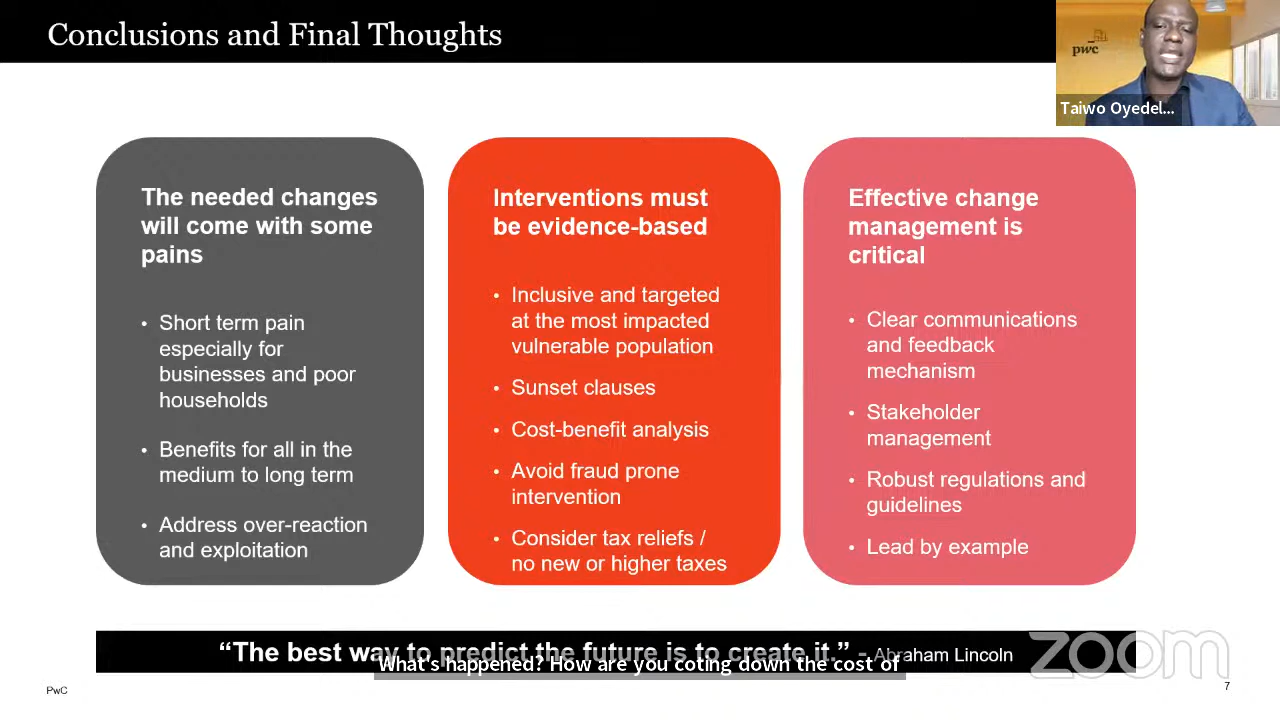 Conclusions and Final Thoughts
pwc
Taiwo Oyedel...
The needed changes
will come with some
pains
• Short term pain
especially for
businesses and poor
households
• Benefits for all in the
medium to long term
• Address over-reaction
and exploitation
Interventions must
be evidence-based
• Inclusive and targeted
at the most impacted
vulnerable population
• Sunset clauses
• Cost-benefit analysis
• Avoid fraud prone
intervention
• Consider tax reliefs /
no new or higher taxes
Effective change
management is
critical
• Clear communications
and feedback
mechanism
• Stakeholder
management
• Robust regulations and
guidelines
• Lead by example
“The best way to predict the future is to create it.” - Abraham Lincoln
What's happened? How are you coting down the cost of
zoom
PwC
7